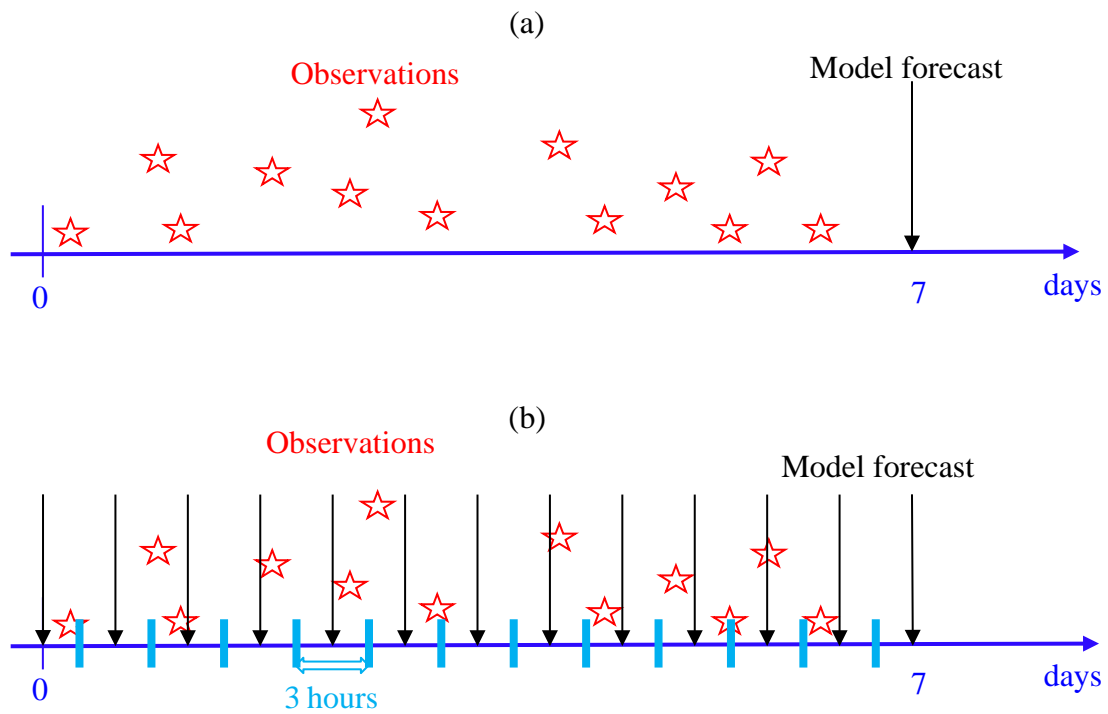 (a)
Observations
Model forecast
0
7
days
(b)
Observations
Model forecast
0
3 hours
7
days